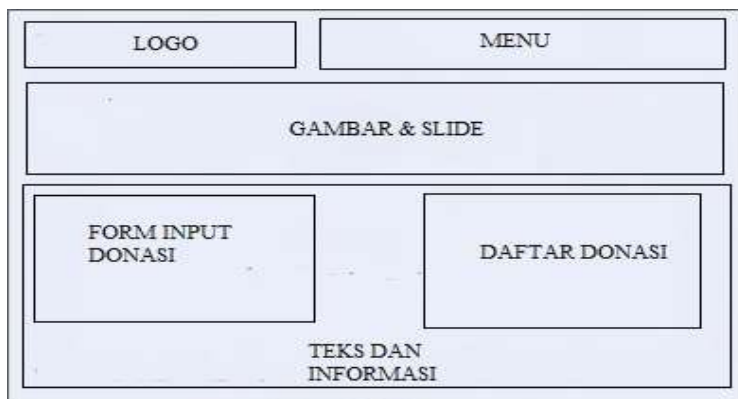 LOGO
MENU
GAMBAR & SLIDE
FORM INPUT
DONASI
DAFTAR DONASI
TEKS DAN
INFORMASI